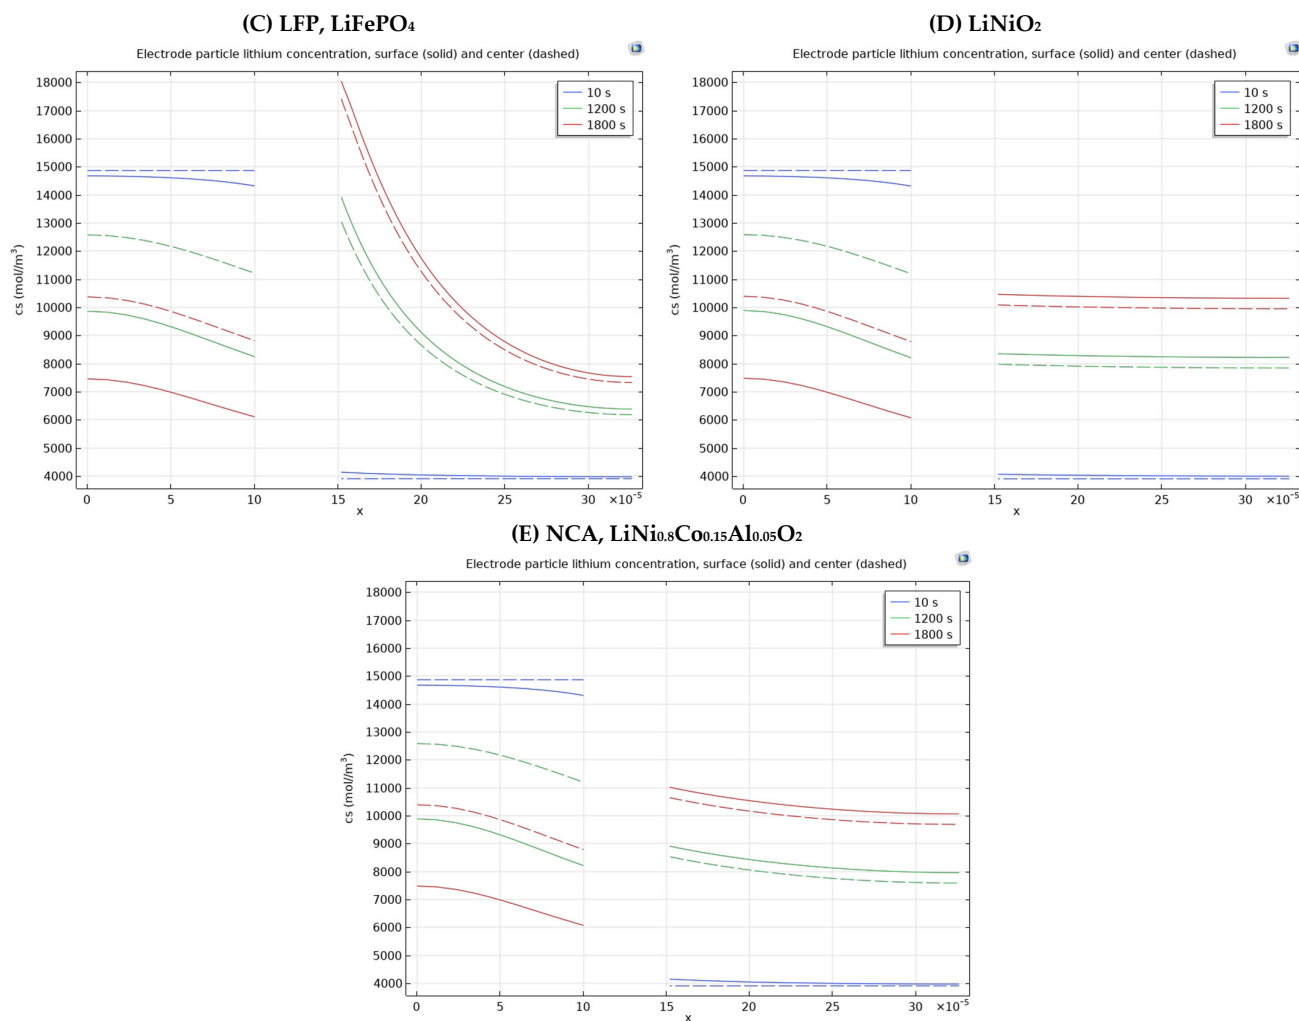 (C) LFP, LiFePO₄
Electrode particle lithium concentration, surface (solid) and center (dashed)
18000
17000
16000
15000
14000
13000
12000
11000
10000
9000
8000
7000
6000
5000
4000
cs (mol//m³)
10 s
1200 s
1800 s
0 5 10 15 20 25 30 ×10⁻⁵
x
(D) LiNiO₂
Electrode particle lithium concentration, surface (solid) and center (dashed)
18000
17000
16000
15000
14000
13000
12000
11000
10000
9000
8000
7000
6000
5000
4000
cs (mol//m³)
10 s
1200 s
1800 s
0 5 10 15 20 25 30 ×10⁻⁵
x
(E) NCA, LiNi₀.₈Co₀.₁₅Al₀.₀₅O₂
Electrode particle lithium concentration, surface (solid) and center (dashed)
18000
17000
16000
15000
14000
13000
12000
11000
10000
9000
8000
7000
6000
5000
4000
cs (mol//m³)
10 s
1200 s
1800 s
0 5 10 15 20 25 30 ×10⁻⁵
x